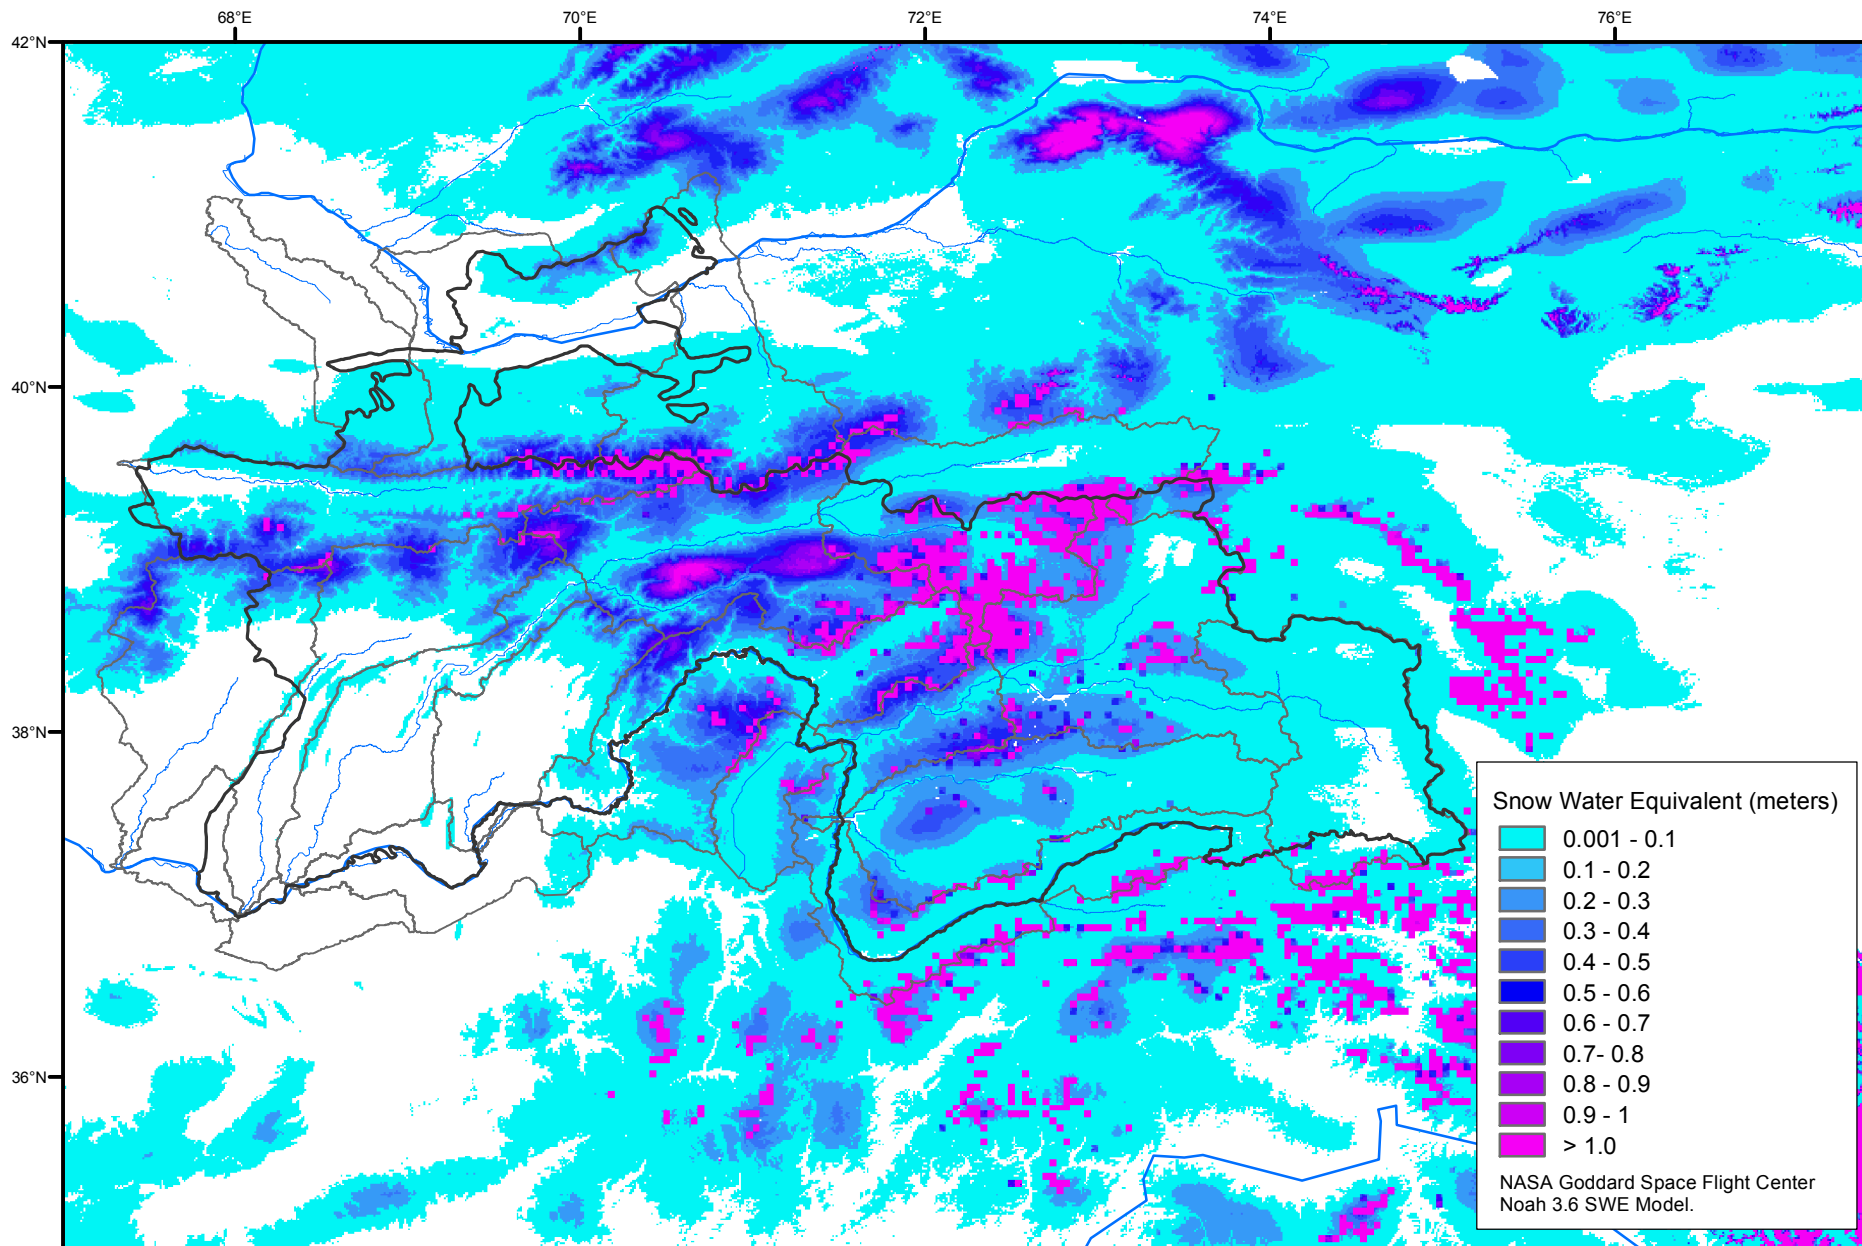 68°E
70°E
72°E
74°E
76°E
42°N
40°N
38°N
36°N
Snow Water Equivalent (meters)
0.001 - 0.1
0.1 - 0.2
0.2 - 0.3
0.3 - 0.4
0.4 - 0.5
0.5 - 0.6
0.6 - 0.7
0.7- 0.8
0.8 - 0.9
0.9 - 1
> 1.0
NASA Goddard Space Flight Center
Noah 3.6 SWE Model.